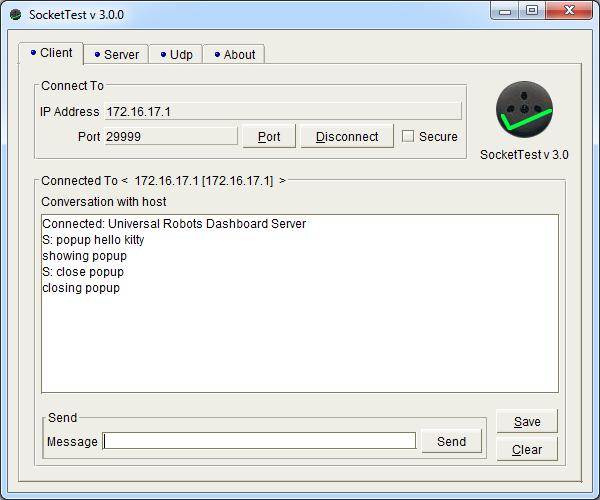 SocketTest v 3.0.0
Client Server Udp About
Connect To
IP Address 172.16.17.1
Port 29999 Port Disconnect Secure
SocketTest v 3.0
Connected To < 172.16.17.1 [172.16.17.1] >
Conversation with host
Connected: Universal Robots Dashboard Server
S: popup hello kitty
showing popup
S: close popup
closing popup
Send
Message Send
Save
Clear